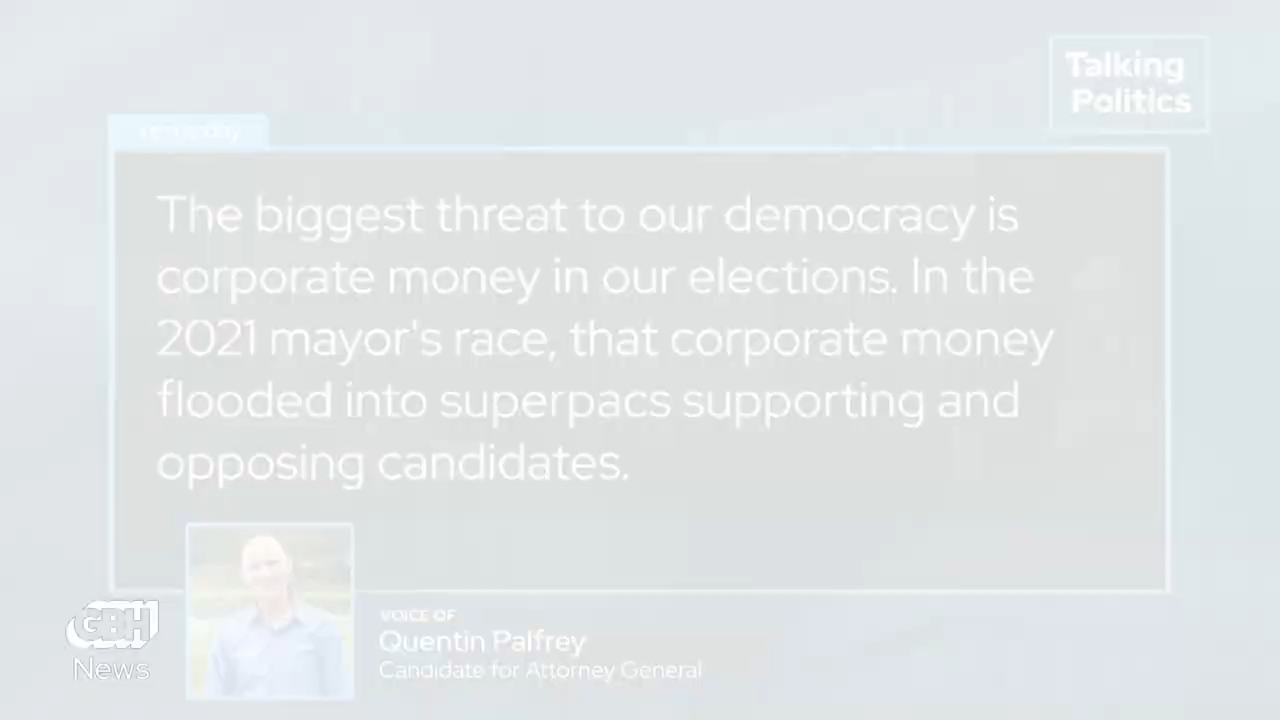 Talking
Politics
The biggest threat to our democracy is
corporate money in our elections. In the
2021 mayor's race, that corporate money
flooded into superpacs supporting and
opposing candidates.
VOICE OF
Quentin Palfrey
Candidate for Attorney General
GBH
News